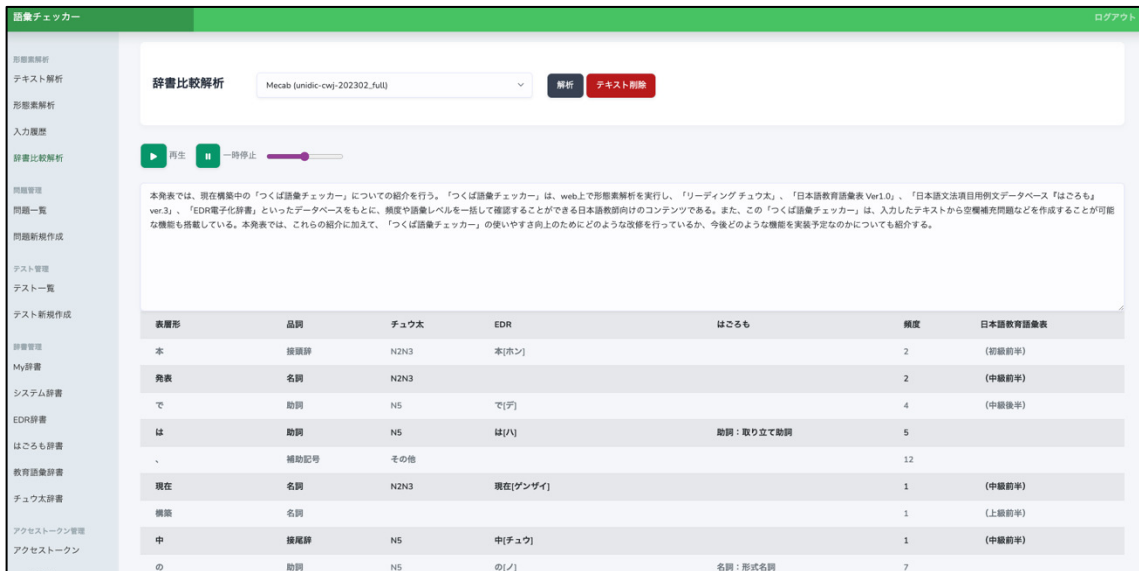 語彙チェッカー
ログアウト
形態素解析
テキスト解析
形態素解析
入力履歴
辞書比較解析
問題管理
問題一覧
問題新規作成
テスト管理
テスト一覧
テスト新規作成
辞書管理
My辞書
システム辞書
EDR辞書
はごろも辞書
教育語彙辞書
チュウ太辞書
アクセストークン管理
アクセストークン
辞書比較解析 Mecab (unidic-cwj-202302_full) 解析 テキスト削除
再生 一時停止
本発表では、現在構築中の「つくば語彙チェッカー」についての紹介を行う。「つくば語彙チェッカー」は、web上で形態素解析を実行し、「リーディング チュウ太」、「日本語教育語彙表 Ver1.0」、「日本語文法項目用例文データベース『はごろも』
ver.3」、「EDR電子化辞書」といったデータベースをもとに、頻度や語彙レベルを一括して確認することができる日本語教師向けのコンテンツである。また、この「つくば語彙チェッカー」は、入力したテキストから空欄補充問題などを作成することが可能
な機能も搭載している。本発表では、これらの紹介に加えて、「つくば語彙チェッカー」の使いやすさ向上のためにどのような改修を行っているか、今後どのような機能を実装予定なのかについても紹介する。
表層形 品詞 チュウ太 EDR はごろも 頻度 日本語教育語彙表
本 接頭辞 N2N3 本[ホン] 2 （初級前半）
発表 名詞 N2N3 2 （中級前半）
で 助詞 N5 で[デ] 4 （中級後半）
は 助詞 N5 は[ハ] 助詞：取り立て助詞 5
、 補助記号 その他 12
現在 名詞 N2N3 現在[ゲンザイ] 1 （中級前半）
構築 名詞 1 （上級前半）
中 接尾辞 N5 中[チュウ] 1 （中級前半）
の 助詞 N5 の[ノ] 名詞：形式名詞 7